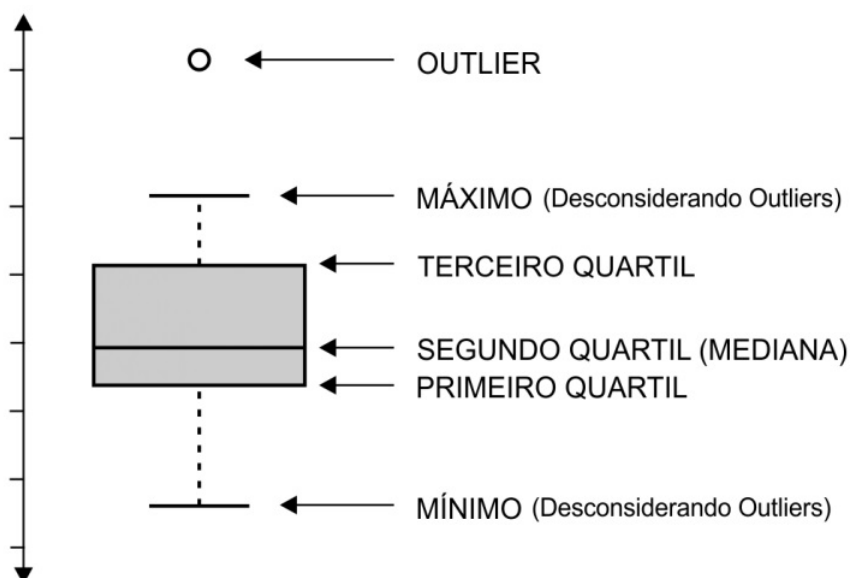 OUTLIER
MÁXIMO (Desconsiderando Outliers)
TERCEIRO QUARTIL
SEGUNDO QUARTIL (MEDIANA)
PRIMEIRO QUARTIL
MÍNIMO (Desconsiderando Outliers)